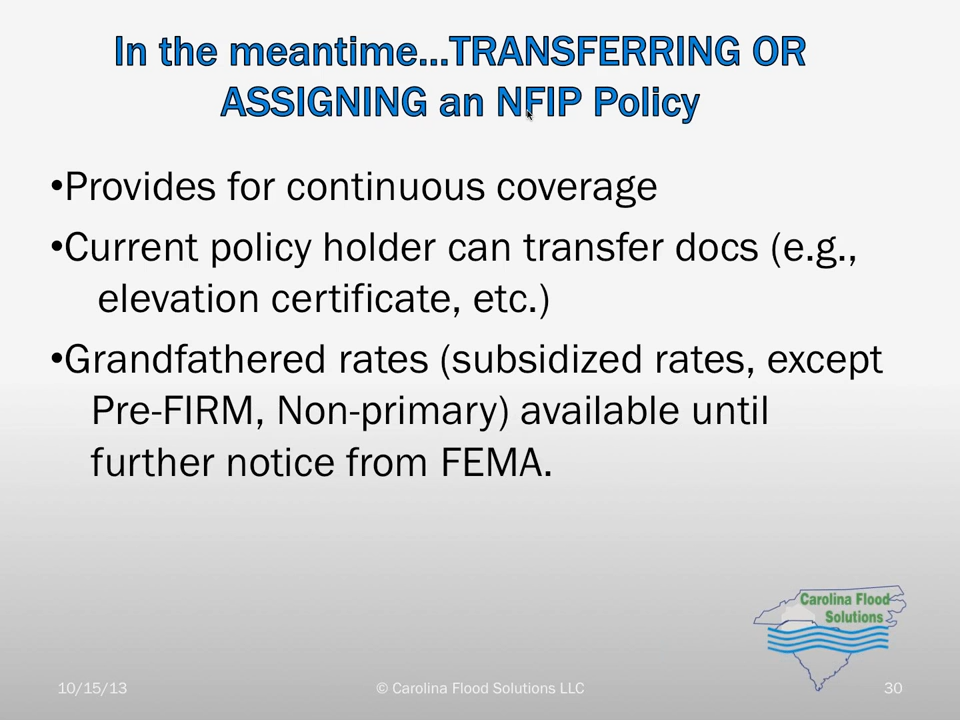 In the meantime...TRANSFERRING OR
ASSIGNING an NFIP Policy
•Provides for continuous coverage
•Current policy holder can transfer docs (e.g.,
elevation certificate, etc.)
•Grandfathered rates (subsidized rates, except
Pre-FIRM, Non-primary) available until
further notice from FEMA.
Carolina Flood
Solutions
10/15/13
© Carolina Flood Solutions LLC
30